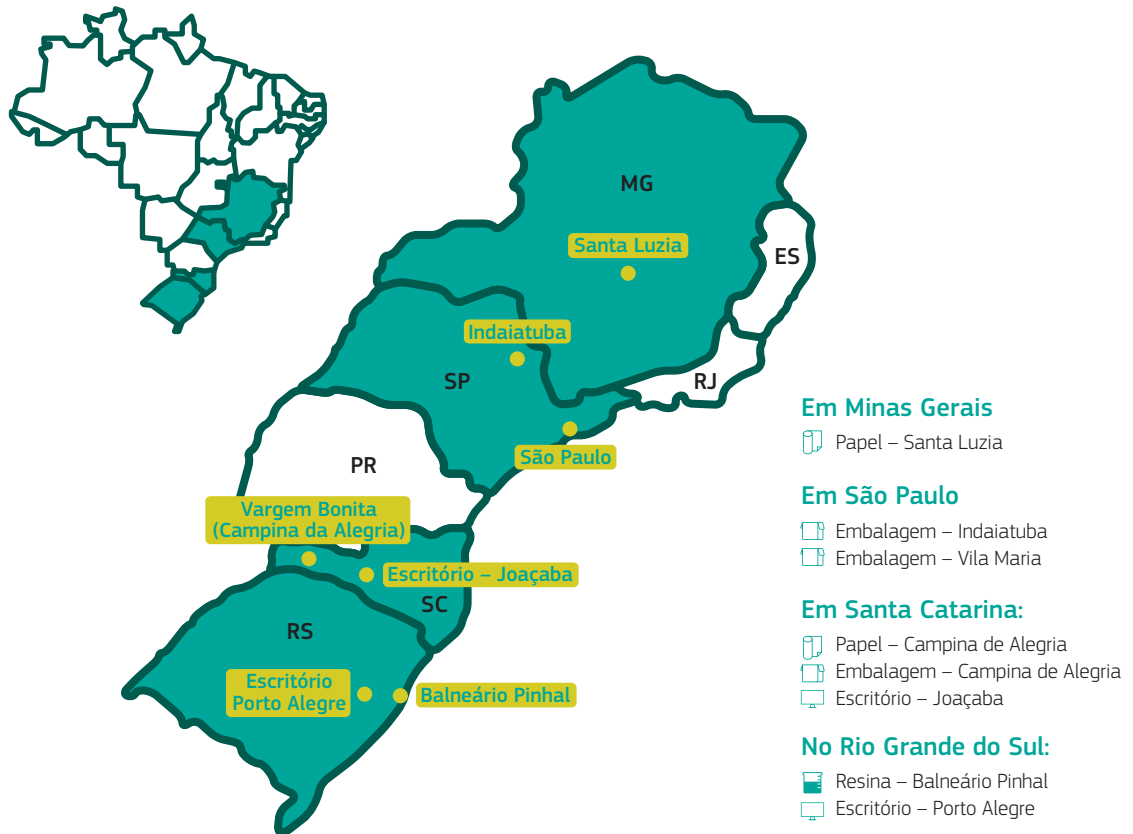 MG
Santa Luzia
ES
Indaiatuba
SP
RJ
São Paulo
PR
Vargem Bonita
(Campina da Alegria)
Escritório – Joaçaba
SC
RS
Escritório
Porto Alegre
Balneário Pinhal
Em Minas Gerais
Papel – Santa Luzia
Em São Paulo
Embalagem – Indaiatuba
Embalagem – Vila Maria
Em Santa Catarina:
Papel – Campina de Alegria
Embalagem – Campina de Alegria
Escritório – Joaçaba
No Rio Grande do Sul:
Resina – Balneário Pinhal
Escritório – Porto Alegre